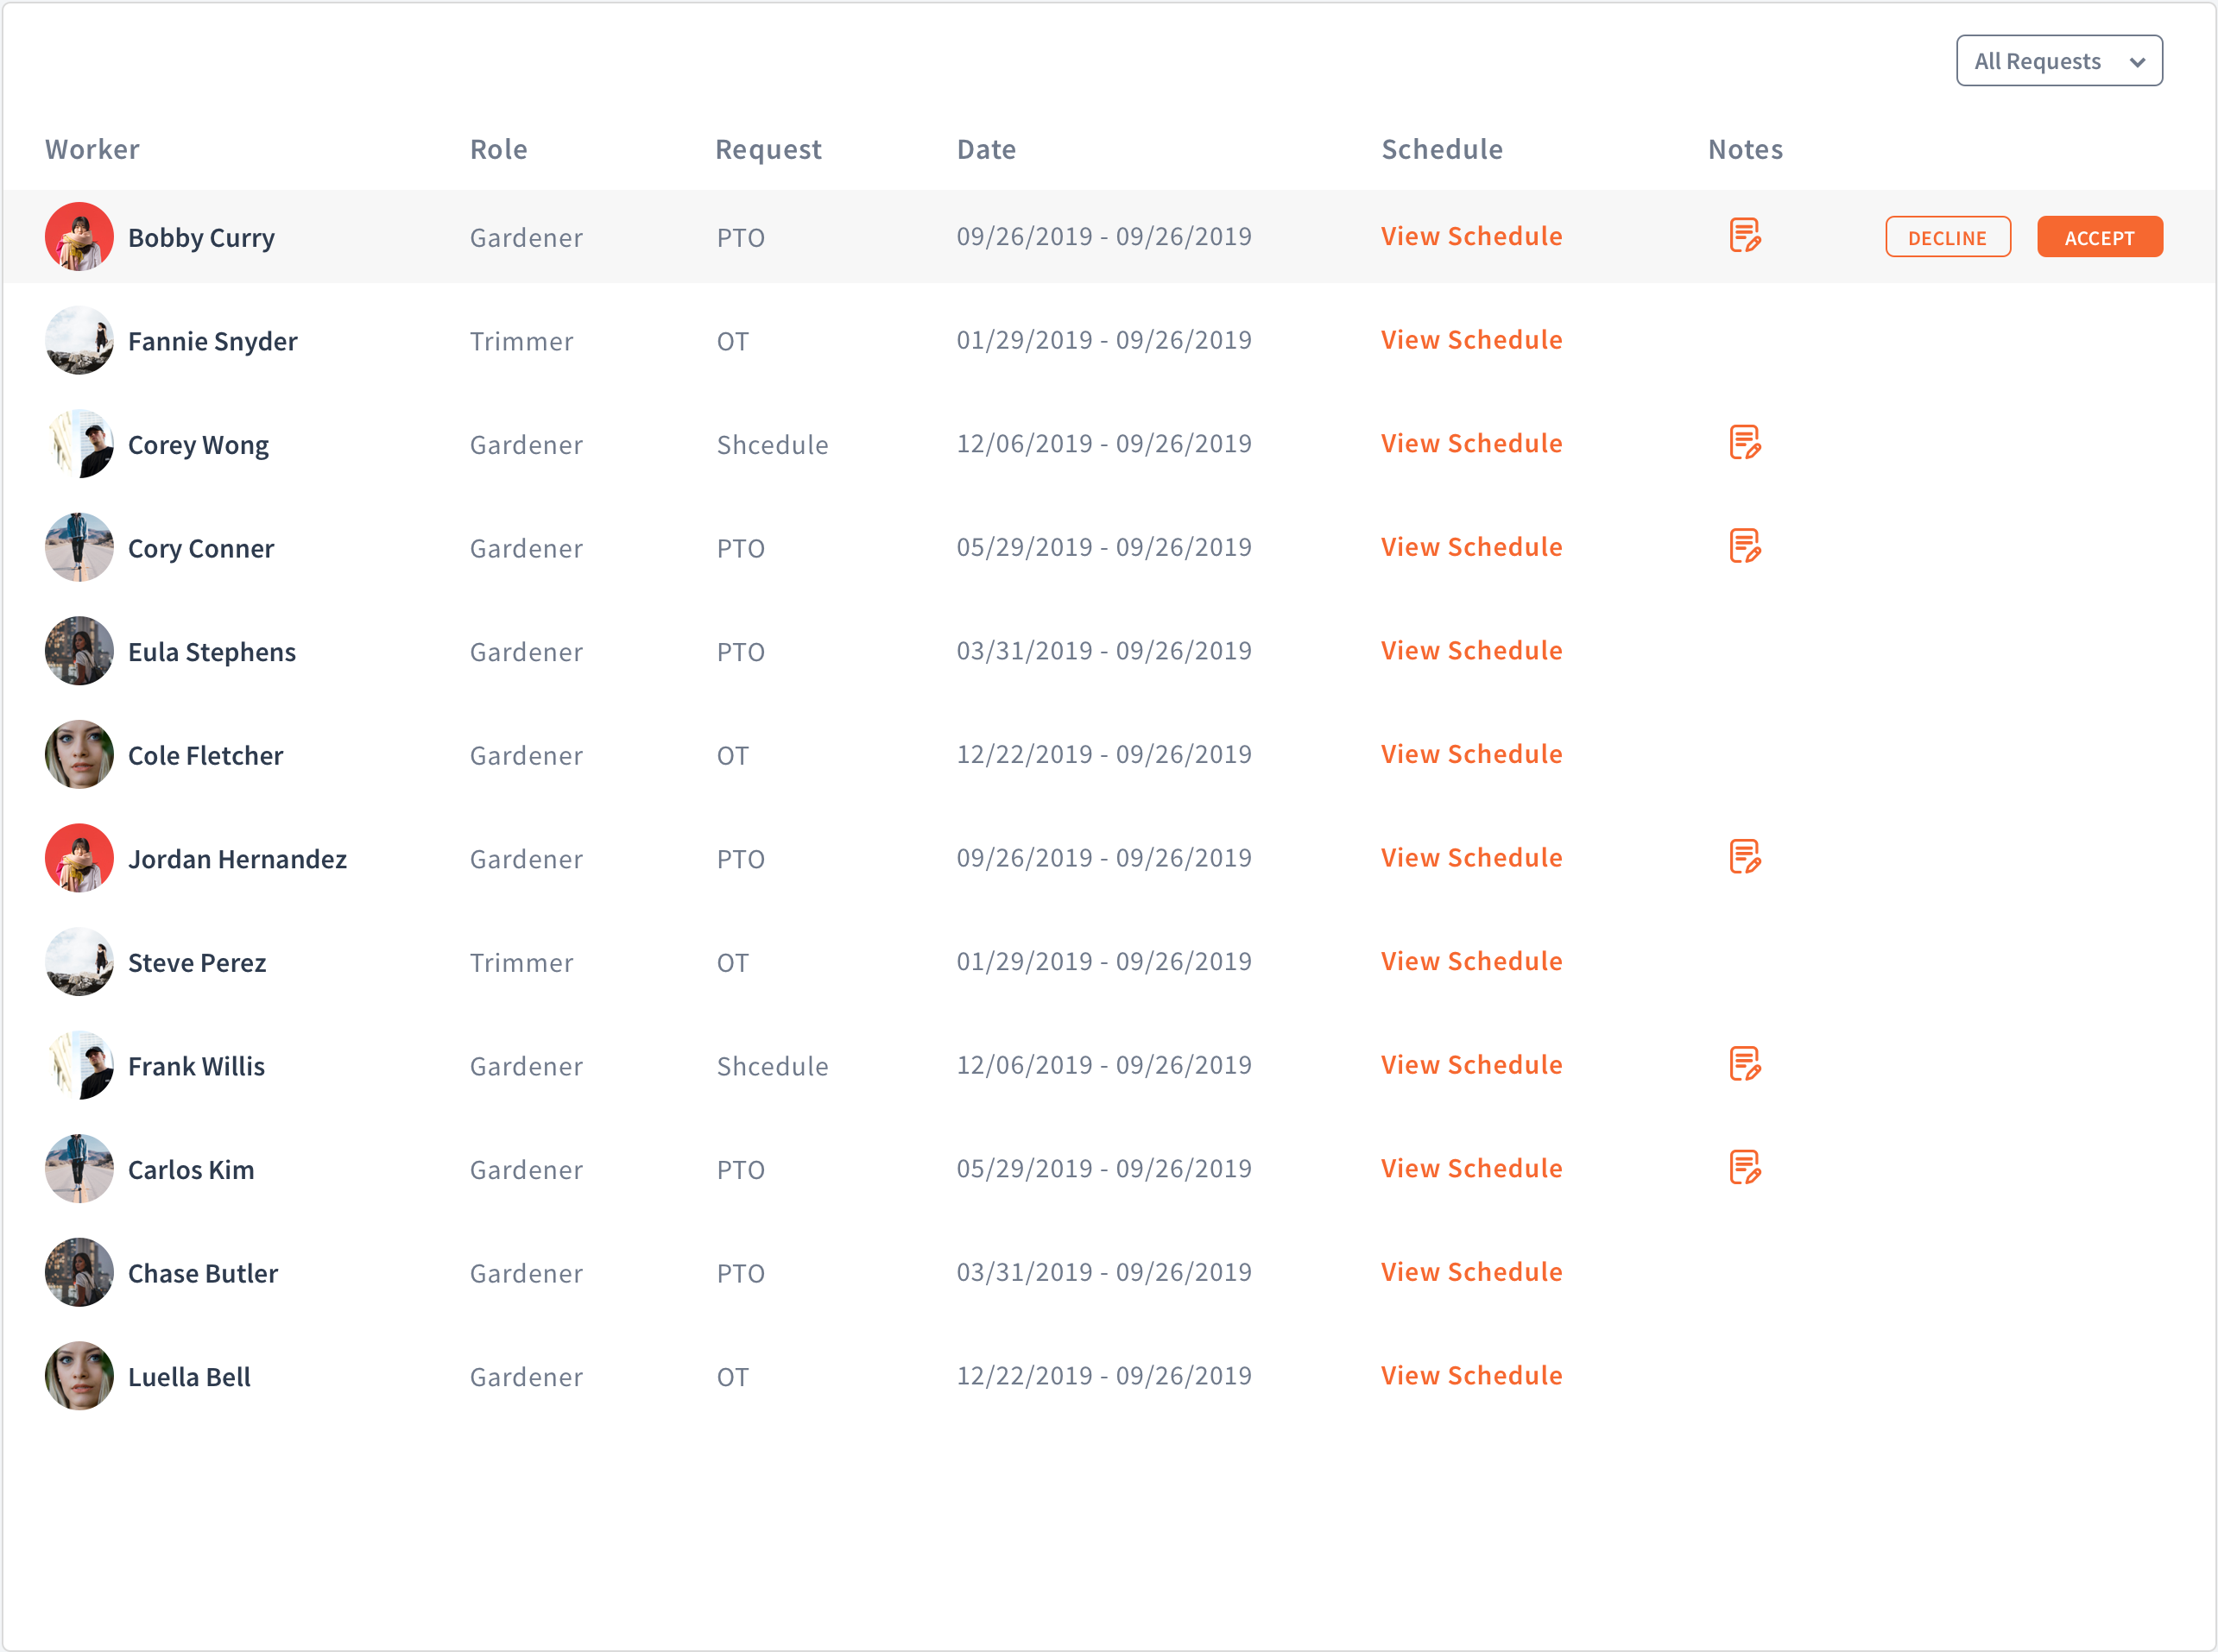 All Requests
Worker Role Request Date Schedule Notes
Bobby Curry Gardener PTO 09/26/2019 - 09/26/2019 View Schedule DECLINE ACCEPT
Fannie Snyder Trimmer OT 01/29/2019 - 09/26/2019 View Schedule
Corey Wong Gardener Shcedule 12/06/2019 - 09/26/2019 View Schedule
Cory Conner Gardener PTO 05/29/2019 - 09/26/2019 View Schedule
Eula Stephens Gardener PTO 03/31/2019 - 09/26/2019 View Schedule
Cole Fletcher Gardener OT 12/22/2019 - 09/26/2019 View Schedule
Jordan Hernandez Gardener PTO 09/26/2019 - 09/26/2019 View Schedule
Steve Perez Trimmer OT 01/29/2019 - 09/26/2019 View Schedule
Frank Willis Gardener Shcedule 12/06/2019 - 09/26/2019 View Schedule
Carlos Kim Gardener PTO 05/29/2019 - 09/26/2019 View Schedule
Chase Butler Gardener PTO 03/31/2019 - 09/26/2019 View Schedule
Luella Bell Gardener OT 12/22/2019 - 09/26/2019 View Schedule